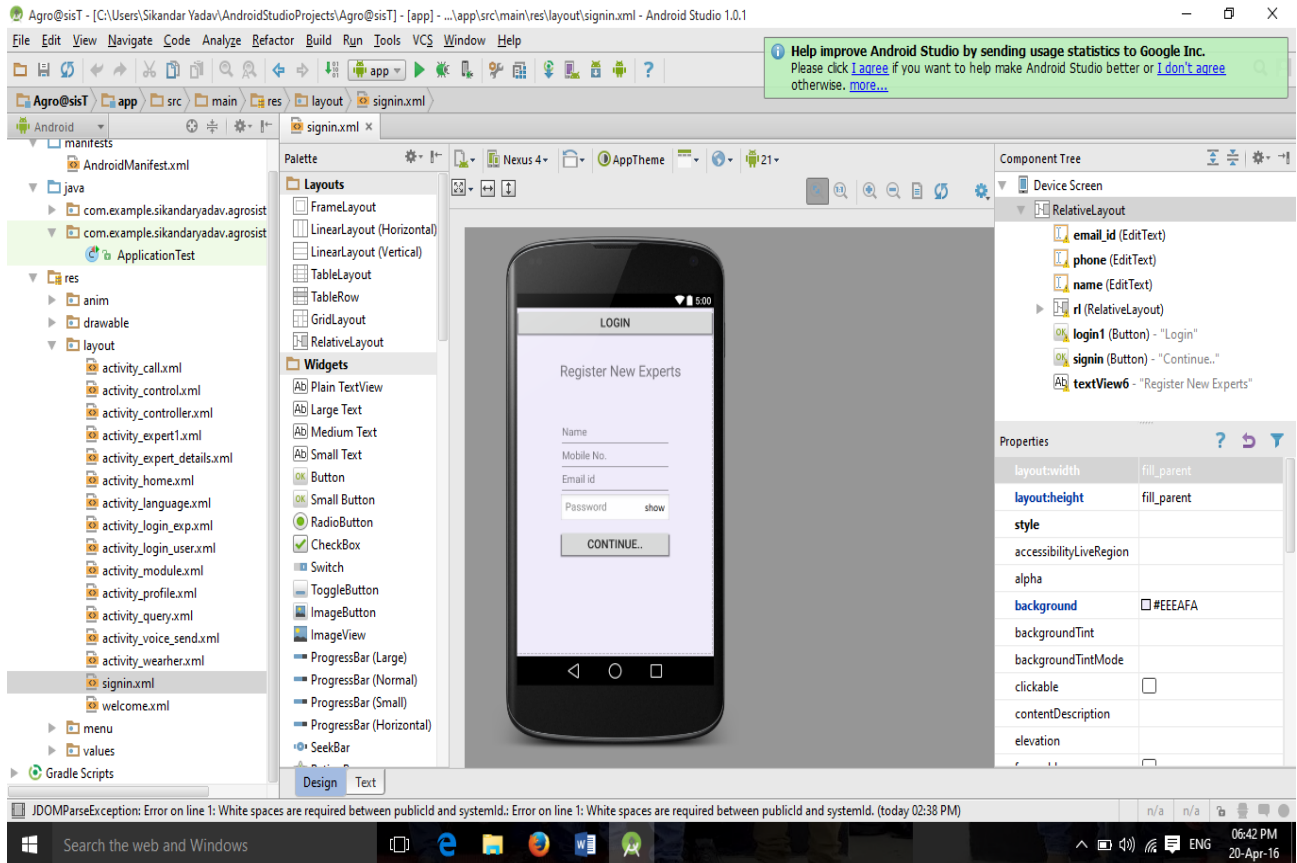 Agro@sisT - [C:\Users\Sikandar Yadav\AndroidStudioProjects\Agro@sisT] - [app] - ...\app\src\main\res\layout\signin.xml - Android Studio 1.0.1
File Edit View Navigate Code Analyze Refactor Build Run Tools VCS Window Help
Help improve Android Studio by sending usage statistics to Google Inc.
Please click I agree if you want to help make Android Studio better or I don't agree
otherwise. more...
app
Agro@sisT app src main res layout signin.xml
Android
signin.xml
manifests
AndroidManifest.xml
java
com.example.sikandaryadav.agrosist
com.example.sikandaryadav.agrosist
ApplicationTest
res
anim
drawable
layout
activity_call.xml
activity_control.xml
activity_controller.xml
activity_expert1.xml
activity_expert_details.xml
activity_home.xml
activity_language.xml
activity_login_exp.xml
activity_login_user.xml
activity_module.xml
activity_profile.xml
activity_query.xml
activity_voice_send.xml
activity_wearher.xml
signin.xml
welcome.xml
menu
values
Gradle Scripts
Palette
Layouts
FrameLayout
LinearLayout (Horizontal)
LinearLayout (Vertical)
TableLayout
TableRow
GridLayout
RelativeLayout
Widgets
Plain TextView
Large Text
Medium Text
Small Text
Button
Small Button
RadioButton
CheckBox
Switch
ToggleButton
ImageButton
ImageView
ProgressBar (Large)
ProgressBar (Normal)
ProgressBar (Small)
ProgressBar (Horizontal)
SeekBar
Design Text
Nexus 4 AppTheme 21
5:00
LOGIN
Register New Experts
Name
Mobile No.
Email id
Password show
CONTINUE..
Component Tree
Device Screen
RelativeLayout
email_id (EditText)
phone (EditText)
name (EditText)
rl (RelativeLayout)
login1 (Button) - "Login"
signin (Button) - "Continue.."
textView6 - "Register New Experts"
Properties
layout:width fill_parent
layout:height fill_parent
style
accessibilityLiveRegion
alpha
background #EEEAFA
backgroundTint
backgroundTintMode
clickable
contentDescription
elevation
JDOMParseException: Error on line 1: White spaces are required between publicId and systemId.: Error on line 1: White spaces are required between publicId and systemId. (today 02:38 PM)
n/a n/a
Search the web and Windows
ENG
06:42 PM
20-Apr-16